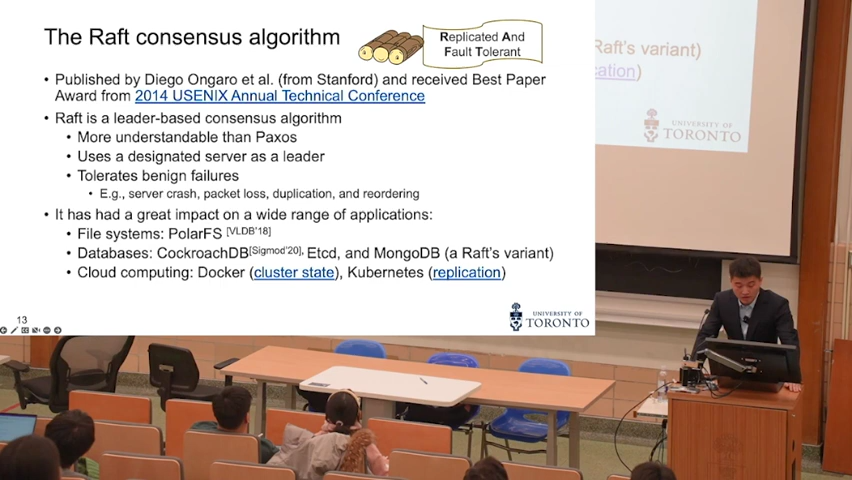 The Raft consensus algorithm
Replicated And
Fault Tolerant
• Published by Diego Ongaro et al. (from Stanford) and received Best Paper
Award from 2014 USENIX Annual Technical Conference
• Raft is a leader-based consensus algorithm
• More understandable than Paxos
• Uses a designated server as a leader
• Tolerates benign failures
• E.g., server crash, packet loss, duplication, and reordering
• It has had a great impact on a wide range of applications:
• File systems: PolarFS [VLDB'18]
• Databases: CockroachDB[Sigmod'20], Etcd, and MongoDB (a Raft's variant)
• Cloud computing: Docker (cluster state), Kubernetes (replication)
13
UNIVERSITY OF
TORONTO
Raft's variant)
cation)
UNIVERSITY OF
TORONTO